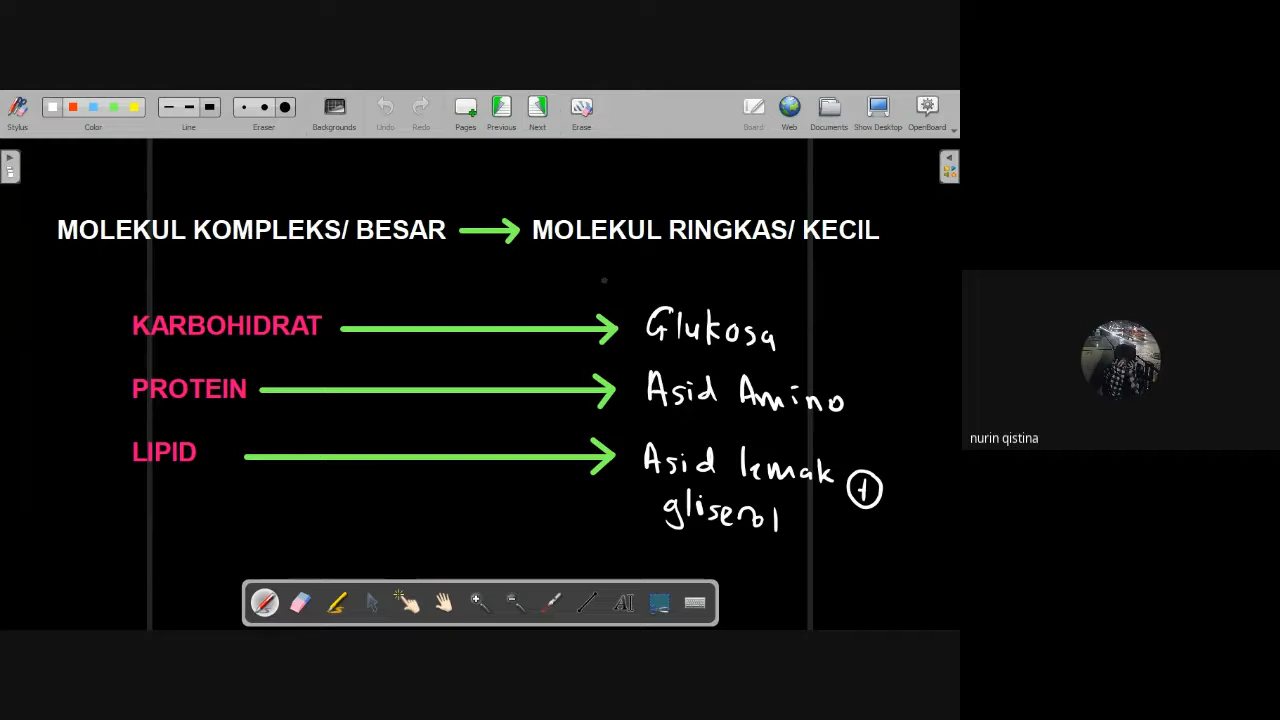 Stylus
Color
Line
Eraser
Backgrounds
Undo
Redo
Pages
Previous
Next
Erase
Board
Web
Documents
Show Desktop
OpenBoard
MOLEKUL KOMPLEKS/ BESAR → MOLEKUL RINGKAS/ KECIL
KARBOHIDRAT → Glukosa
PROTEIN → Asid Amino
LIPID → Asid lemak +
gliserol
AI
nurin qistina